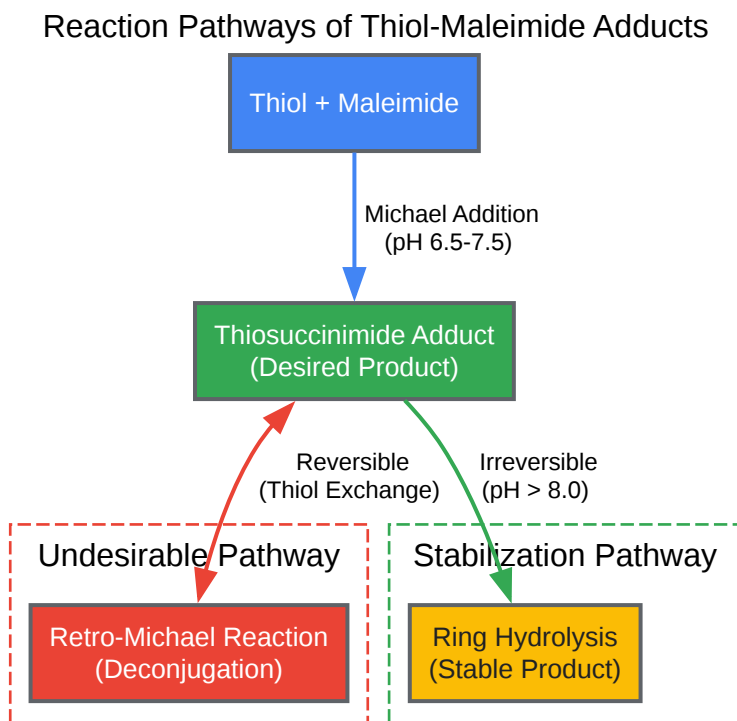 Reaction Pathways of Thiol-Maleimide Adducts
Thiol + Maleimide
Michael Addition
(pH 6.5-7.5)
Thiosuccinimide Adduct
(Desired Product)
Reversible
(Thiol Exchange)
Irreversible
(pH > 8.0)
Undesirable Pathway
Retro-Michael Reaction
(Deconjugation)
Stabilization Pathway
Ring Hydrolysis
(Stable Product)